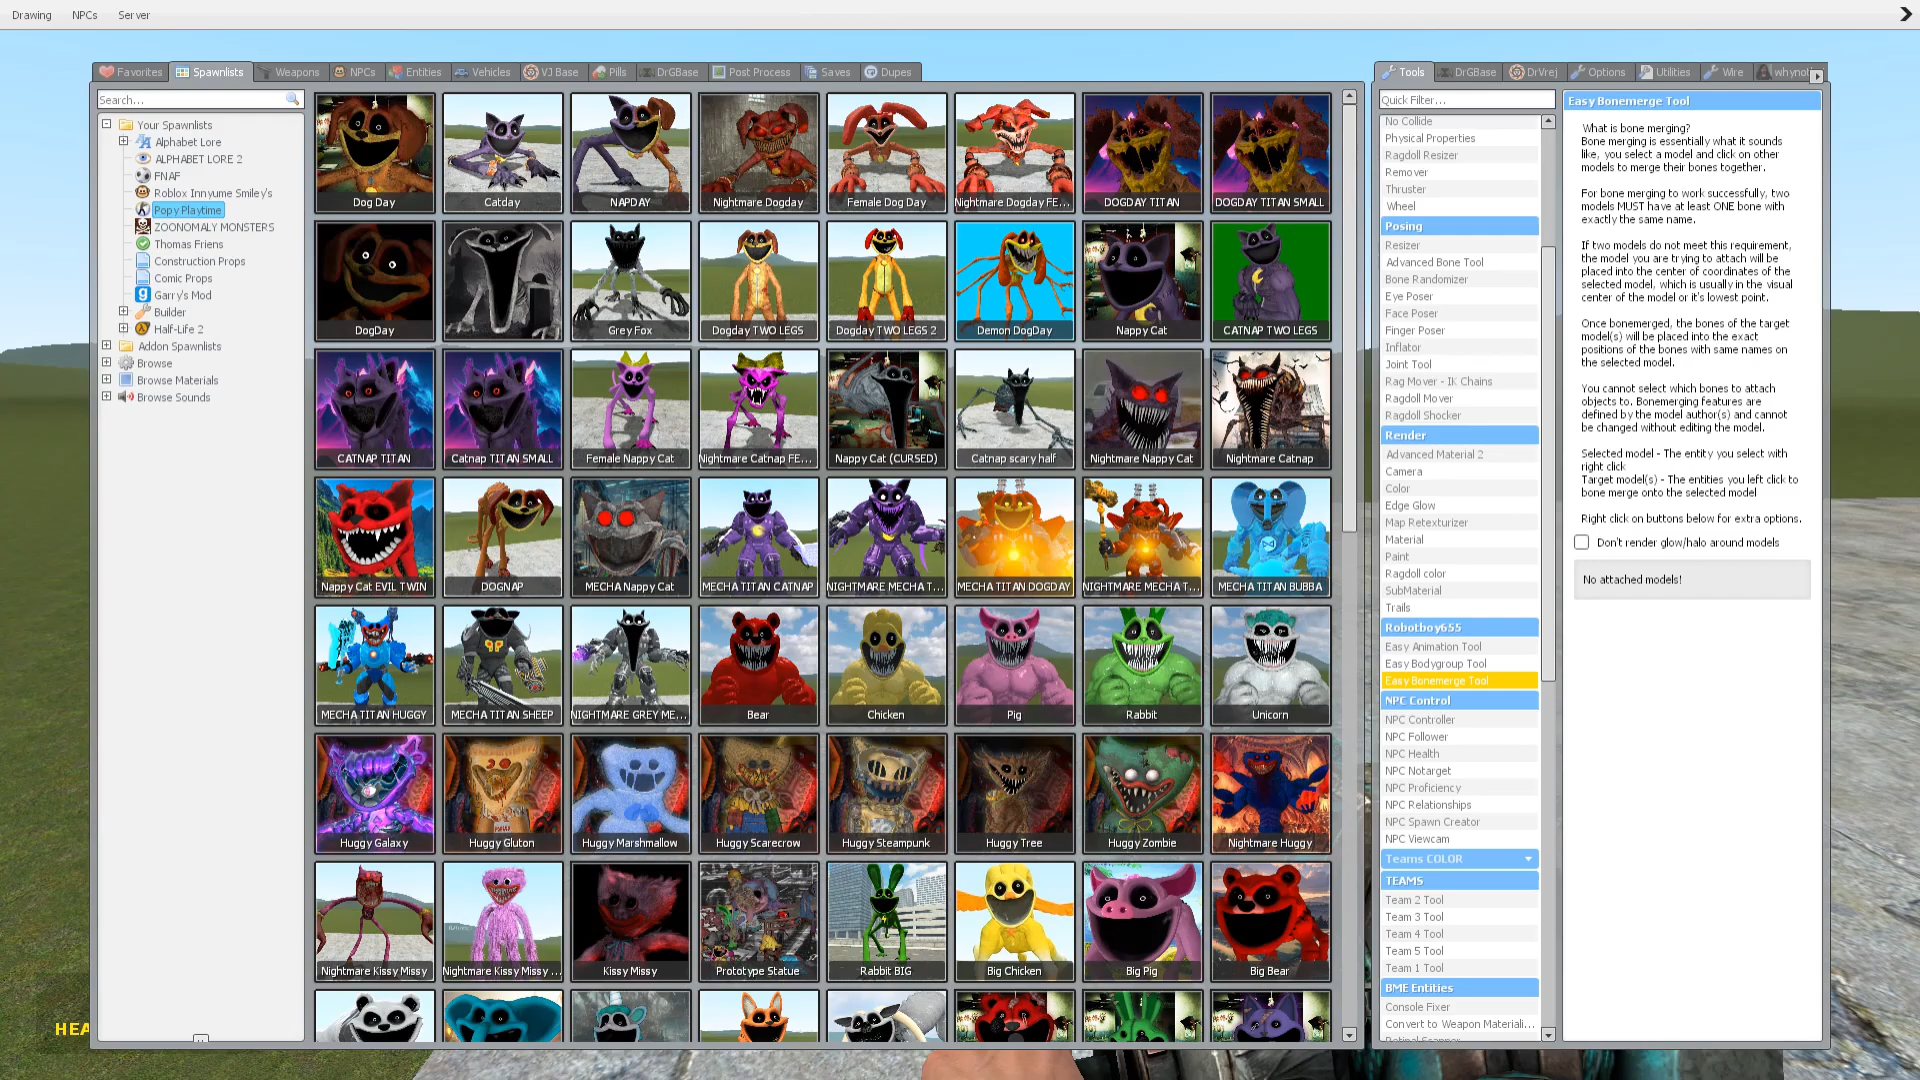 Drawing NPCs Server
Favorites Spawnlists Weapons NPCs Entities Vehicles VJ Base Pills DrGBase Post Process Saves Dupes
Search...
Your Spawnlists
Alphabet Lore
ALPHABET LORE 2
FNAF
Roblox Innyume Smiley's
Popy Playtime
ZOONOMALY MONSTERS
Thomas Friens
Construction Props
Comic Props
Garry's Mod
Builder
Half-Life 2
Addon Spawnlists
Browse
Browse Materials
Browse Sounds
Dog Day Catday NAPDAY Nightmare Dogday Female Dog Day Nightmare Dogday FE... DOGDAY TITAN DOGDAY TITAN SMALL
DogDay Grey Fox Dogday TWO LEGS Dogday TWO LEGS 2 Demon DogDay Nappy Cat CATNAP TWO LEGS
CATNAP TITAN Catnap TITAN SMALL Female Nappy Cat Nightmare Catnap FE... Nappy Cat (CURSED) Catnap scary half Nightmare Nappy Cat Nightmare Catnap
Nappy Cat EVIL TWIN DOGNAP MECHA Nappy Cat MECHA TITAN CATNAP NIGHTMARE MECHA T... MECHA TITAN DOGDAY NIGHTMARE MECHA T... MECHA TITAN BUBBA
MECHA TITAN HUGGY MECHA TITAN SHEEP NIGHTMARE GREY ME... Bear Chicken Pig Rabbit Unicorn
Huggy Galaxy Huggy Gluton Huggy Marshmallow Huggy Scarecrow Huggy Steampunk Huggy Tree Huggy Zombie Nightmare Huggy
Nightmare Kissy Missy Nightmare Kissy Missy ... Kissy Missy Prototype Statue Rabbit BIG Big Chicken Big Pig Big Bear
HEA
Tools DrGBase DrVrej Options Utilities Wire whynot
Quick Filter...
No Collide
Physical Properties
Ragdoll Resizer
Remover
Thruster
Wheel
Posing
Resizer
Advanced Bone Tool
Bone Randomizer
Eye Poser
Face Poser
Finger Poser
Inflator
Joint Tool
Rag Mover - IK Chains
Ragdoll Mover
Ragdoll Shocker
Render
Advanced Material 2
Camera
Color
Edge Glow
Map Retexturizer
Material
Paint
Ragdoll color
SubMaterial
Trails
Robotboy655
Easy Animation Tool
Easy Bodygroup Tool
Easy Bonemerge Tool
NPC Control
NPC Controller
NPC Follower
NPC Health
NPC Notarget
NPC Proficiency
NPC Relationships
NPC Spawn Creator
NPC Viewcam
Teams COLOR
TEAMS
Team 2 Tool
Team 3 Tool
Team 4 Tool
Team 5 Tool
Team 1 Tool
BME Entities
Console Fixer
Convert to Weapon Materiali...
Easy Bonemerge Tool
What is bone merging?
Bone merging is essentially what it sounds
like, you select a model and click on other
models to merge their bones together.
For bone merging to work successfully, two
models MUST have at least ONE bone with
exactly the same name.
If two models do not meet this requirement,
the model you are trying to attach will be
placed into the center of coordinates of the
selected model, which is usually in the visual
center of the model or it's lowest point.
Once bonemerged, the bones of the target
model(s) will be placed into the exact
positions of the bones with same names on
the selected model.
You cannot select which bones to attach
objects to. Bonemerging features are
defined by the model author(s) and cannot
be changed without editing the model.
Selected model - The entity you select with
right click
Target model(s) - The entities you left click to
bone merge onto the selected model
Right click on buttons below for extra options.
Don't render glow/halo around models
No attached models!